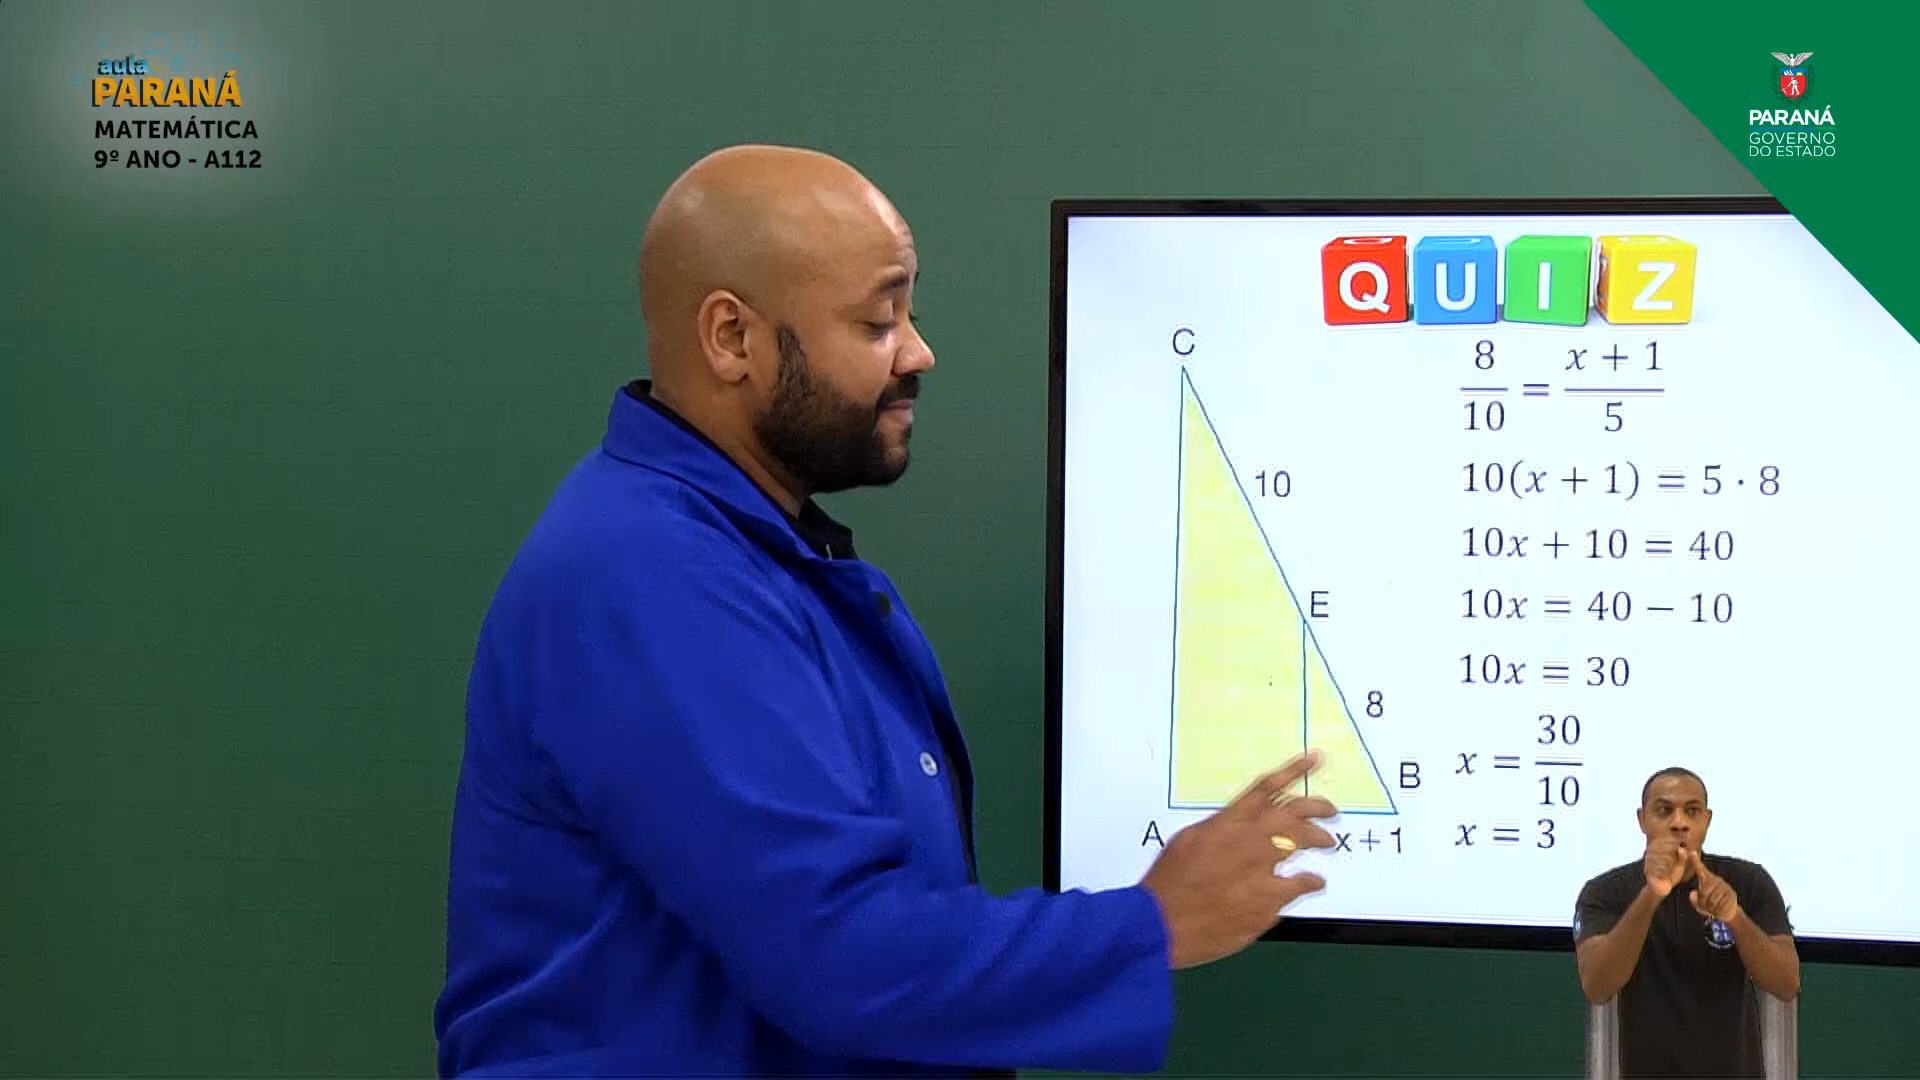 aula
PARANÁ
MATEMÁTICA
9º ANO - A112
PARANÁ
GOVERNO
DO ESTADO
QUIZ
C
10
E
8
B
A
x + 1
8/10 = x + 1/5
10(x + 1) = 5 · 8
10x + 10 = 40
10x = 40 − 10
10x = 30
x = 30/10
x = 3